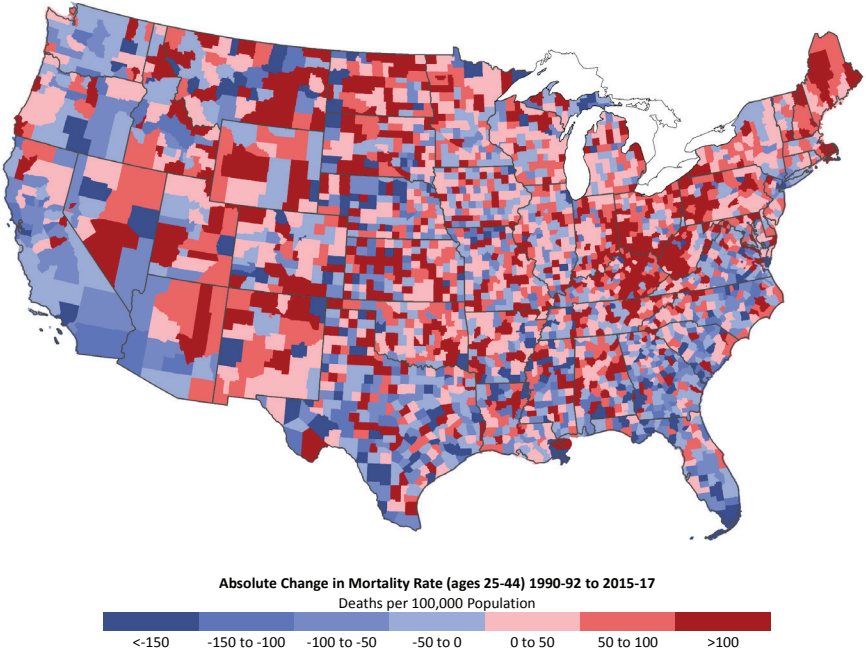 Absolute Change in Mortality Rate (ages 25-44) 1990-92 to 2015-17
Deaths per 100,000 Population
<-150 -150 to -100 -100 to -50 -50 to 0 0 to 50 50 to 100 >100